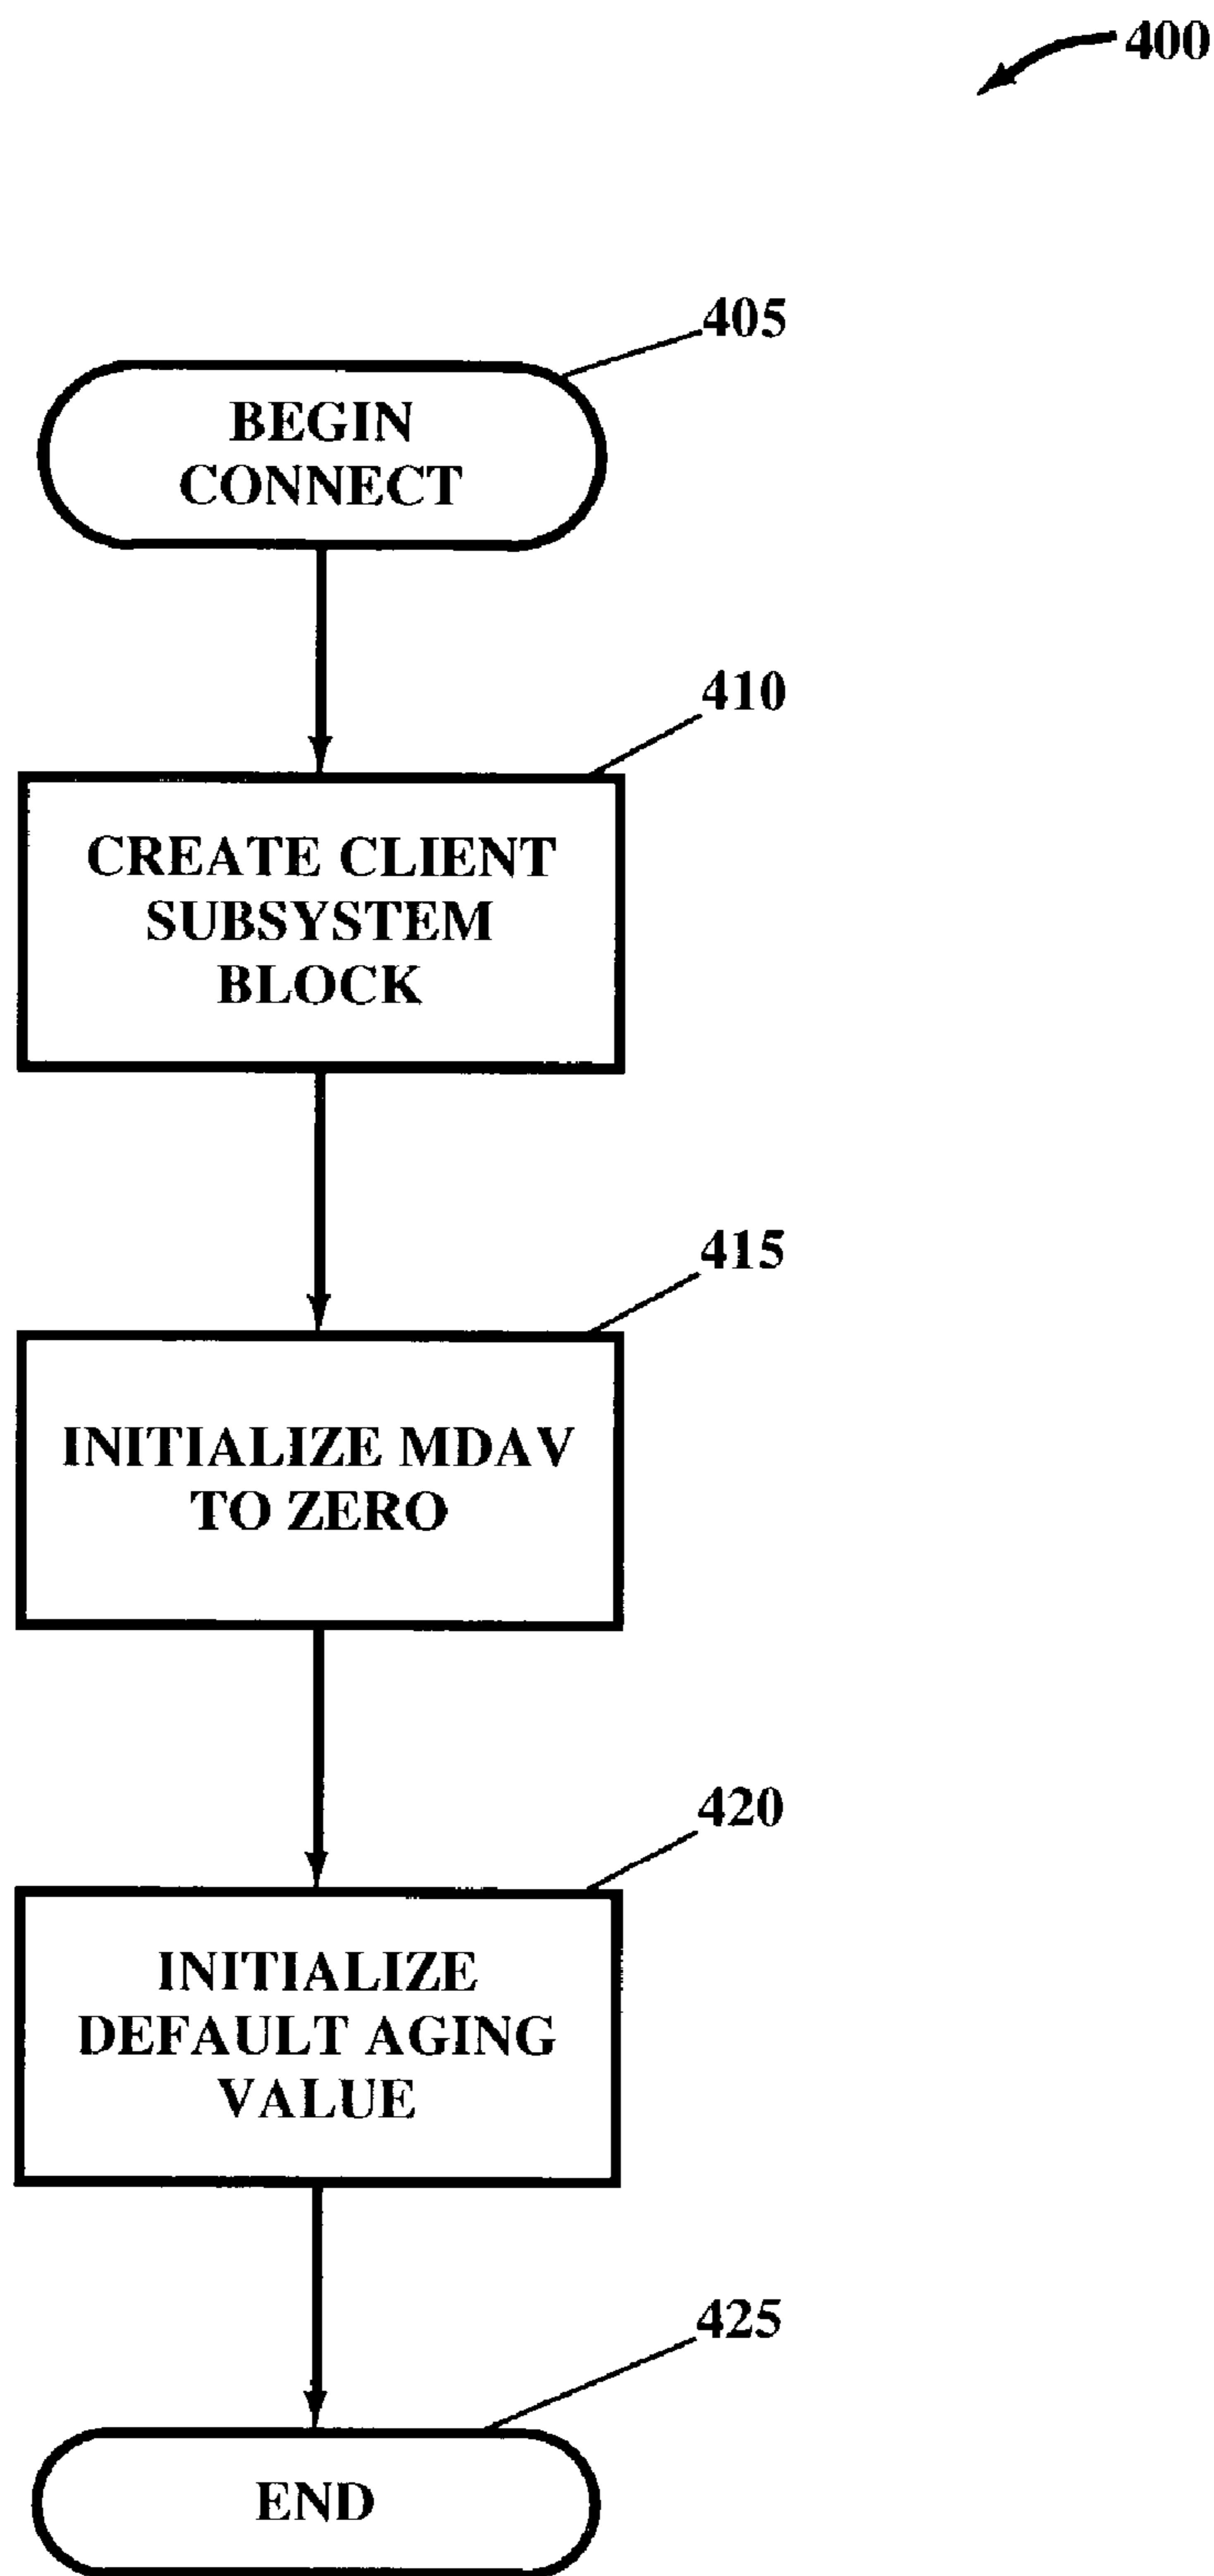 400
405
BEGIN
CONNECT
410
CREATE CLIENT
SUBSYSTEM
BLOCK
415
INITIALIZE MDAV
TO ZERO
420
INITIALIZE
DEFAULT AGING
VALUE
425
END